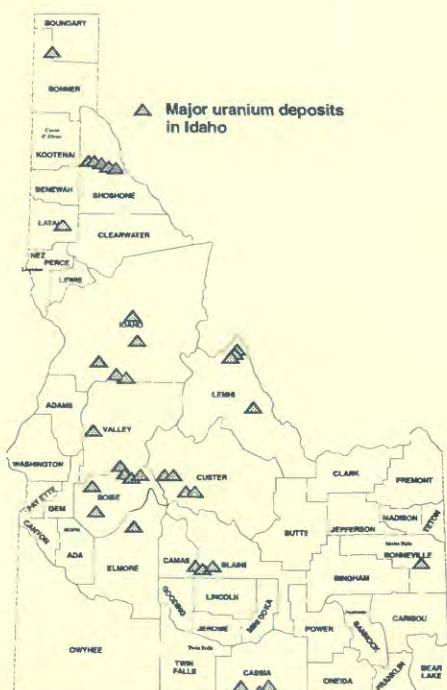 BOUNDARY
BONNER
Major uranium deposits
in Idaho
KOOTENAI
BENEWAH
SHOSHONE
LATAH
CLEARWATER
NEZ
PERCE
LEWIS
IDAHO
LEMHI
ADAMS
VALLEY
WASHINGTON
CUSTER
CLARK
FREMONT
PAYETTE
GEM
BOISE
BUTTE
JEFFERSON
MADISON
TETON
CANYON
ADA
ELMORE
CAMAS
BLAINE
BINGHAM
BONNEVILLE
GOODING
LINCOLN
JEROME
MINIDOKA
POWER
BANNOCK
CARIBOU
OWYHEE
Twin Falls
TWIN
FALLS
CASSIA
ONEIDA
FRANKLIN
BEAR
LAKE